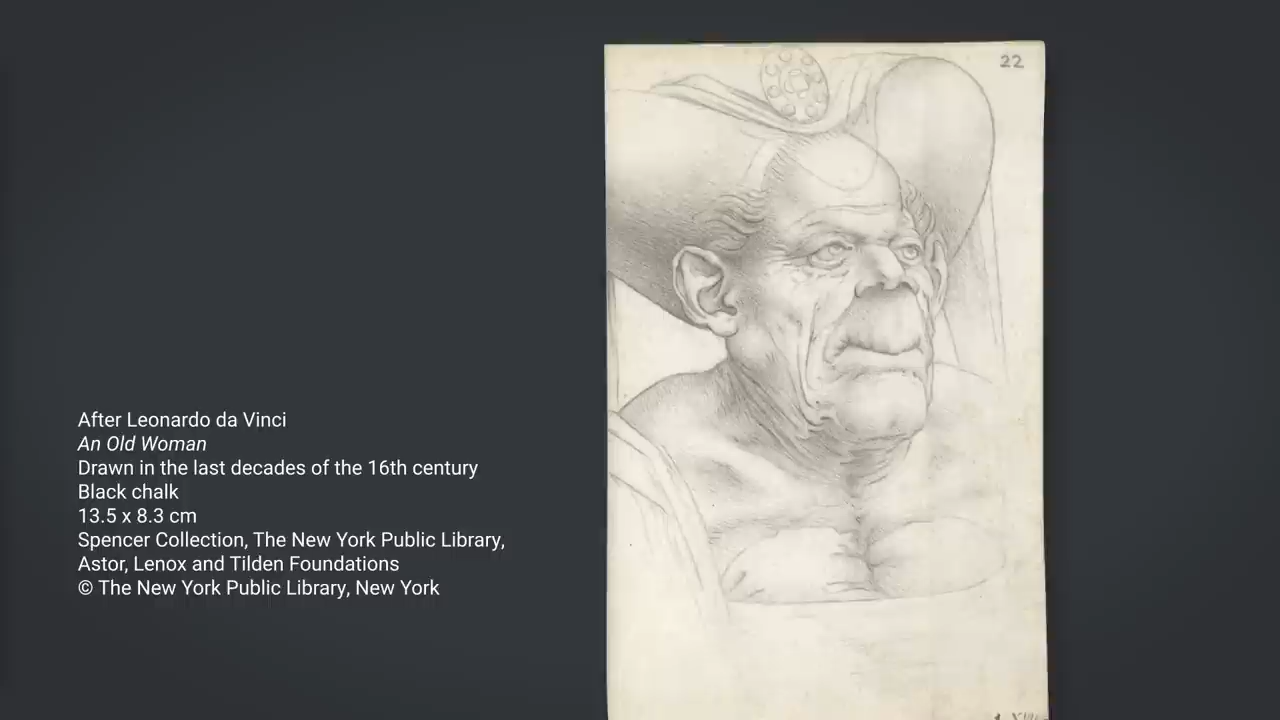 22
After Leonardo da Vinci
An Old Woman
Drawn in the last decades of the 16th century
Black chalk
13.5 x 8.3 cm
Spencer Collection, The New York Public Library,
Astor, Lenox and Tilden Foundations
© The New York Public Library, New York